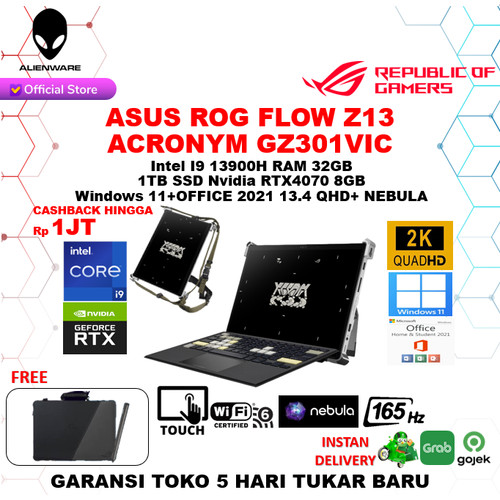 ALIENWARE
Official Store
REPUBLIC OF
GAMERS
ASUS ROG FLOW Z13
ACRONYM GZ301VIC
Intel I9 13900H RAM 32GB
1TB SSD Nvidia RTX4070 8GB
Windows 11+OFFICE 2021 13.4 QHD+ NEBULA
CASHBACK HINGGA
Rp 1JT
intel
CORE
i9
NVIDIA
GEFORCE
RTX
2K
QUADHD
Windows 11
Microsoft
Office
Home & Student 2021
FREE
TOUCH
WiFi 6
CERTIFIED
nebula
165Hz
INSTAN
DELIVERY
Grab
gojek
GARANSI TOKO 5 HARI TUKAR BARU